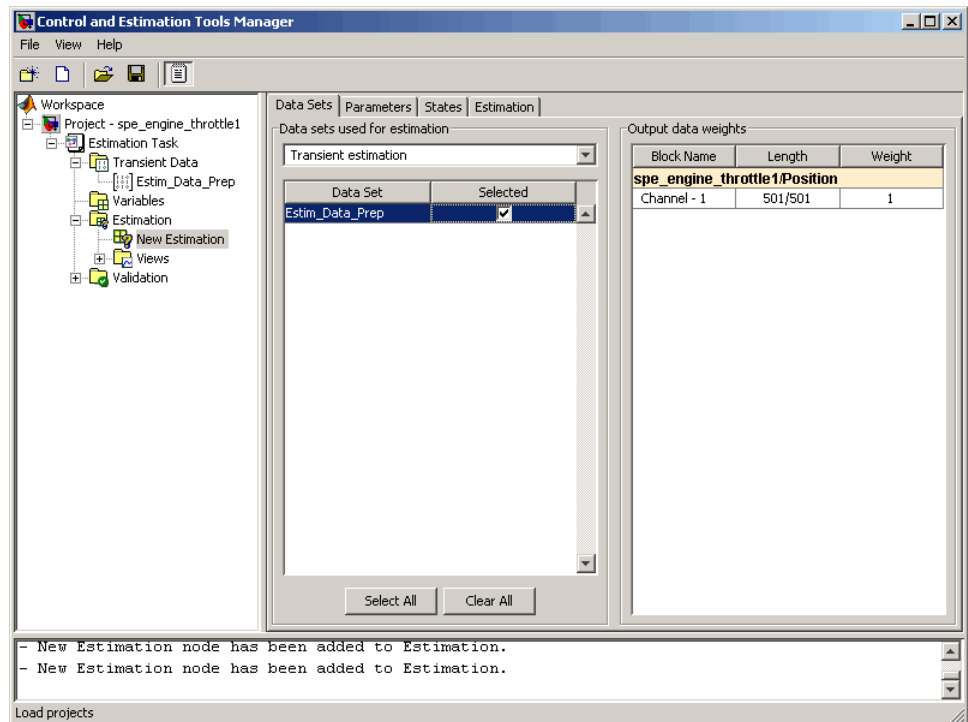 Control and Estimation Tools Manager
File View Help
Workspace
Project - spe_engine_throttle1
Estimation Task
Transient Data
Estim_Data_Prep
Variables
Estimation
New Estimation
Views
Validation
Data Sets Parameters States Estimation
Data sets used for estimation
Transient estimation
Data Set Selected
Estim_Data_Prep
Select All Clear All
Output data weights
Block Name Length Weight
spe_engine_throttle1/Position
Channel - 1 501/501 1
- New Estimation node has been added to Estimation.
- New Estimation node has been added to Estimation.
Load projects